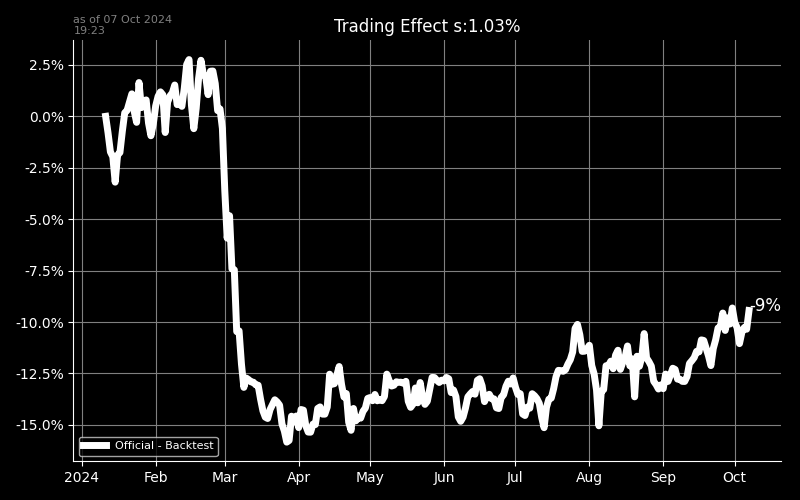 as of 07 Oct 2024
19:23
Trading Effect s:1.03%
2.5%
0.0%
-2.5%
-5.0%
-7.5%
-10.0%
-12.5%
-15.0%
-9%
Official - Backtest
2024 Feb Mar Apr May Jun Jul Aug Sep Oct